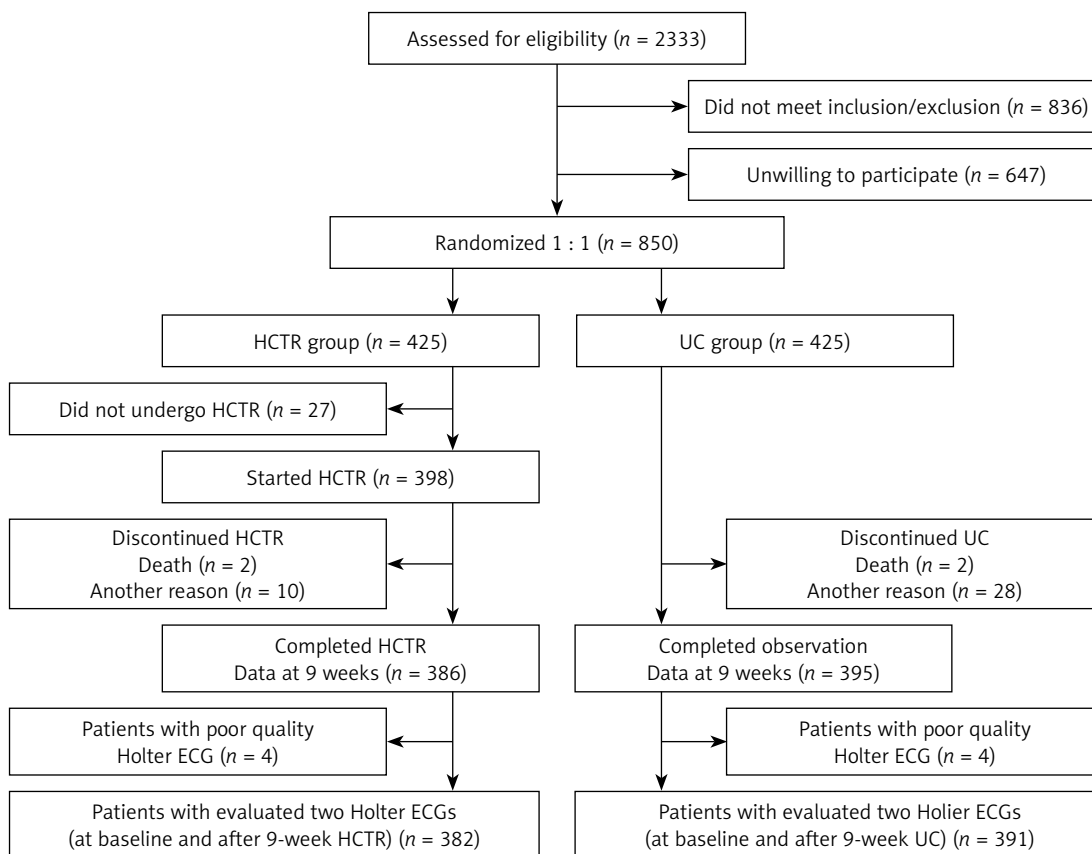 Assessed for eligibility (n = 2333)
Did not meet inclusion/exclusion (n = 836)
Unwilling to participate (n = 647)
Randomized 1 : 1 (n = 850)
HCTR group (n = 425)
UC group (n = 425)
Did not undergo HCTR (n = 27)
Started HCTR (n = 398)
Discontinued HCTR
Death (n = 2)
Another reason (n = 10)
Discontinued UC
Death (n = 2)
Another reason (n = 28)
Completed HCTR
Data at 9 weeks (n = 386)
Completed observation
Data at 9 weeks (n = 395)
Patients with poor quality
Holter ECG (n = 4)
Patients with poor quality
Holter ECG (n = 4)
Patients with evaluated two Holter ECGs
(at baseline and after 9-week HCTR) (n = 382)
Patients with evaluated two Holier ECGs
(at baseline and after 9-week UC) (n = 391)